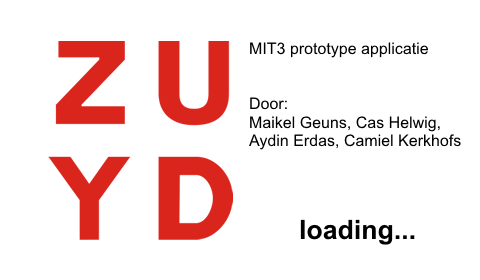 ZU
YD
MIT3 prototype applicatie
Door:
Maikel Geuns, Cas Helwig,
Aydin Erdas, Camiel Kerkhofs
loading...